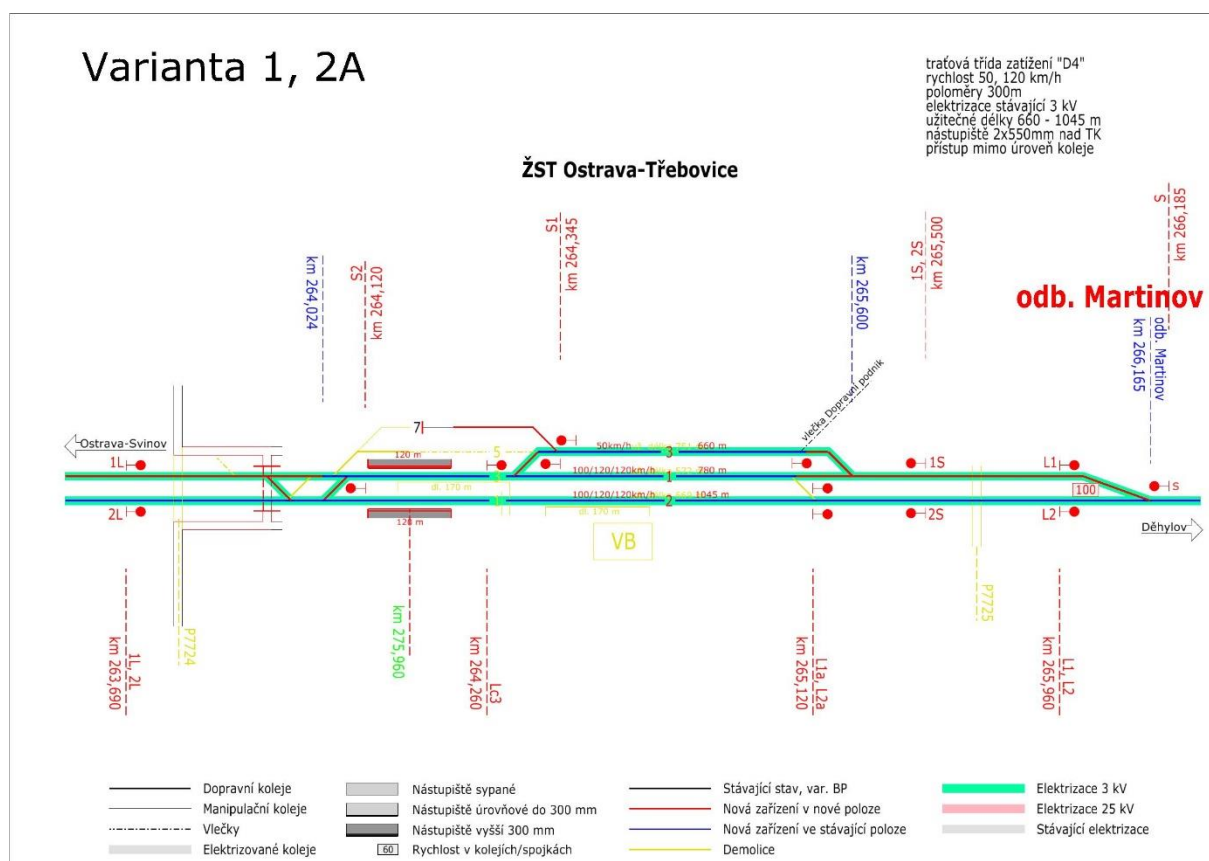 Varianta 1, 2A
traťová třída zatížení "D4"
rychlost 50, 120 km/h
poloměry 300m
elektrizace stávající 3 kV
užitečné délky 660 - 1045 m
nástupiště 2x550mm nad TK
přístup mimo úroveň koleje
ŽST Ostrava-Třebovice
S
km 266,185
S1
km 264,345
1S, 2S
km 265,500
S2
km 264,120
km 264,024
km 265,600
odb. Martinov
odb. Martinov
km 266,165
vlečka Dopravní podnik
Ostrava-Svinov
7
5
50km/h
660 m
3
120 m
1L
100/120/120km/h
780 m
1
1S
L1
dl. 170 m
100
S
100/120/120km/h
1045 m
2
2L
120 m
dl. 170 m
2S
L2
Děhylov
VB
P7724
P7725
1L, 2L
km 263,690
km 275,960
Lc3
km 264,260
L1a, L2a
km 265,120
L1, L2
km 265,960
Dopravní koleje
Manipulační koleje
Vlečky
Elektrizované koleje
Nástupiště sypané
Nástupiště úrovňové do 300 mm
Nástupiště vyšší 300 mm
60 Rychlost v kolejích/spojkách
Stávající stav, var. BP
Nová zařízení v nové poloze
Nová zařízení ve stávající poloze
Demolice
Elektrizace 3 kV
Elektrizace 25 kV
Stávající elektrizace